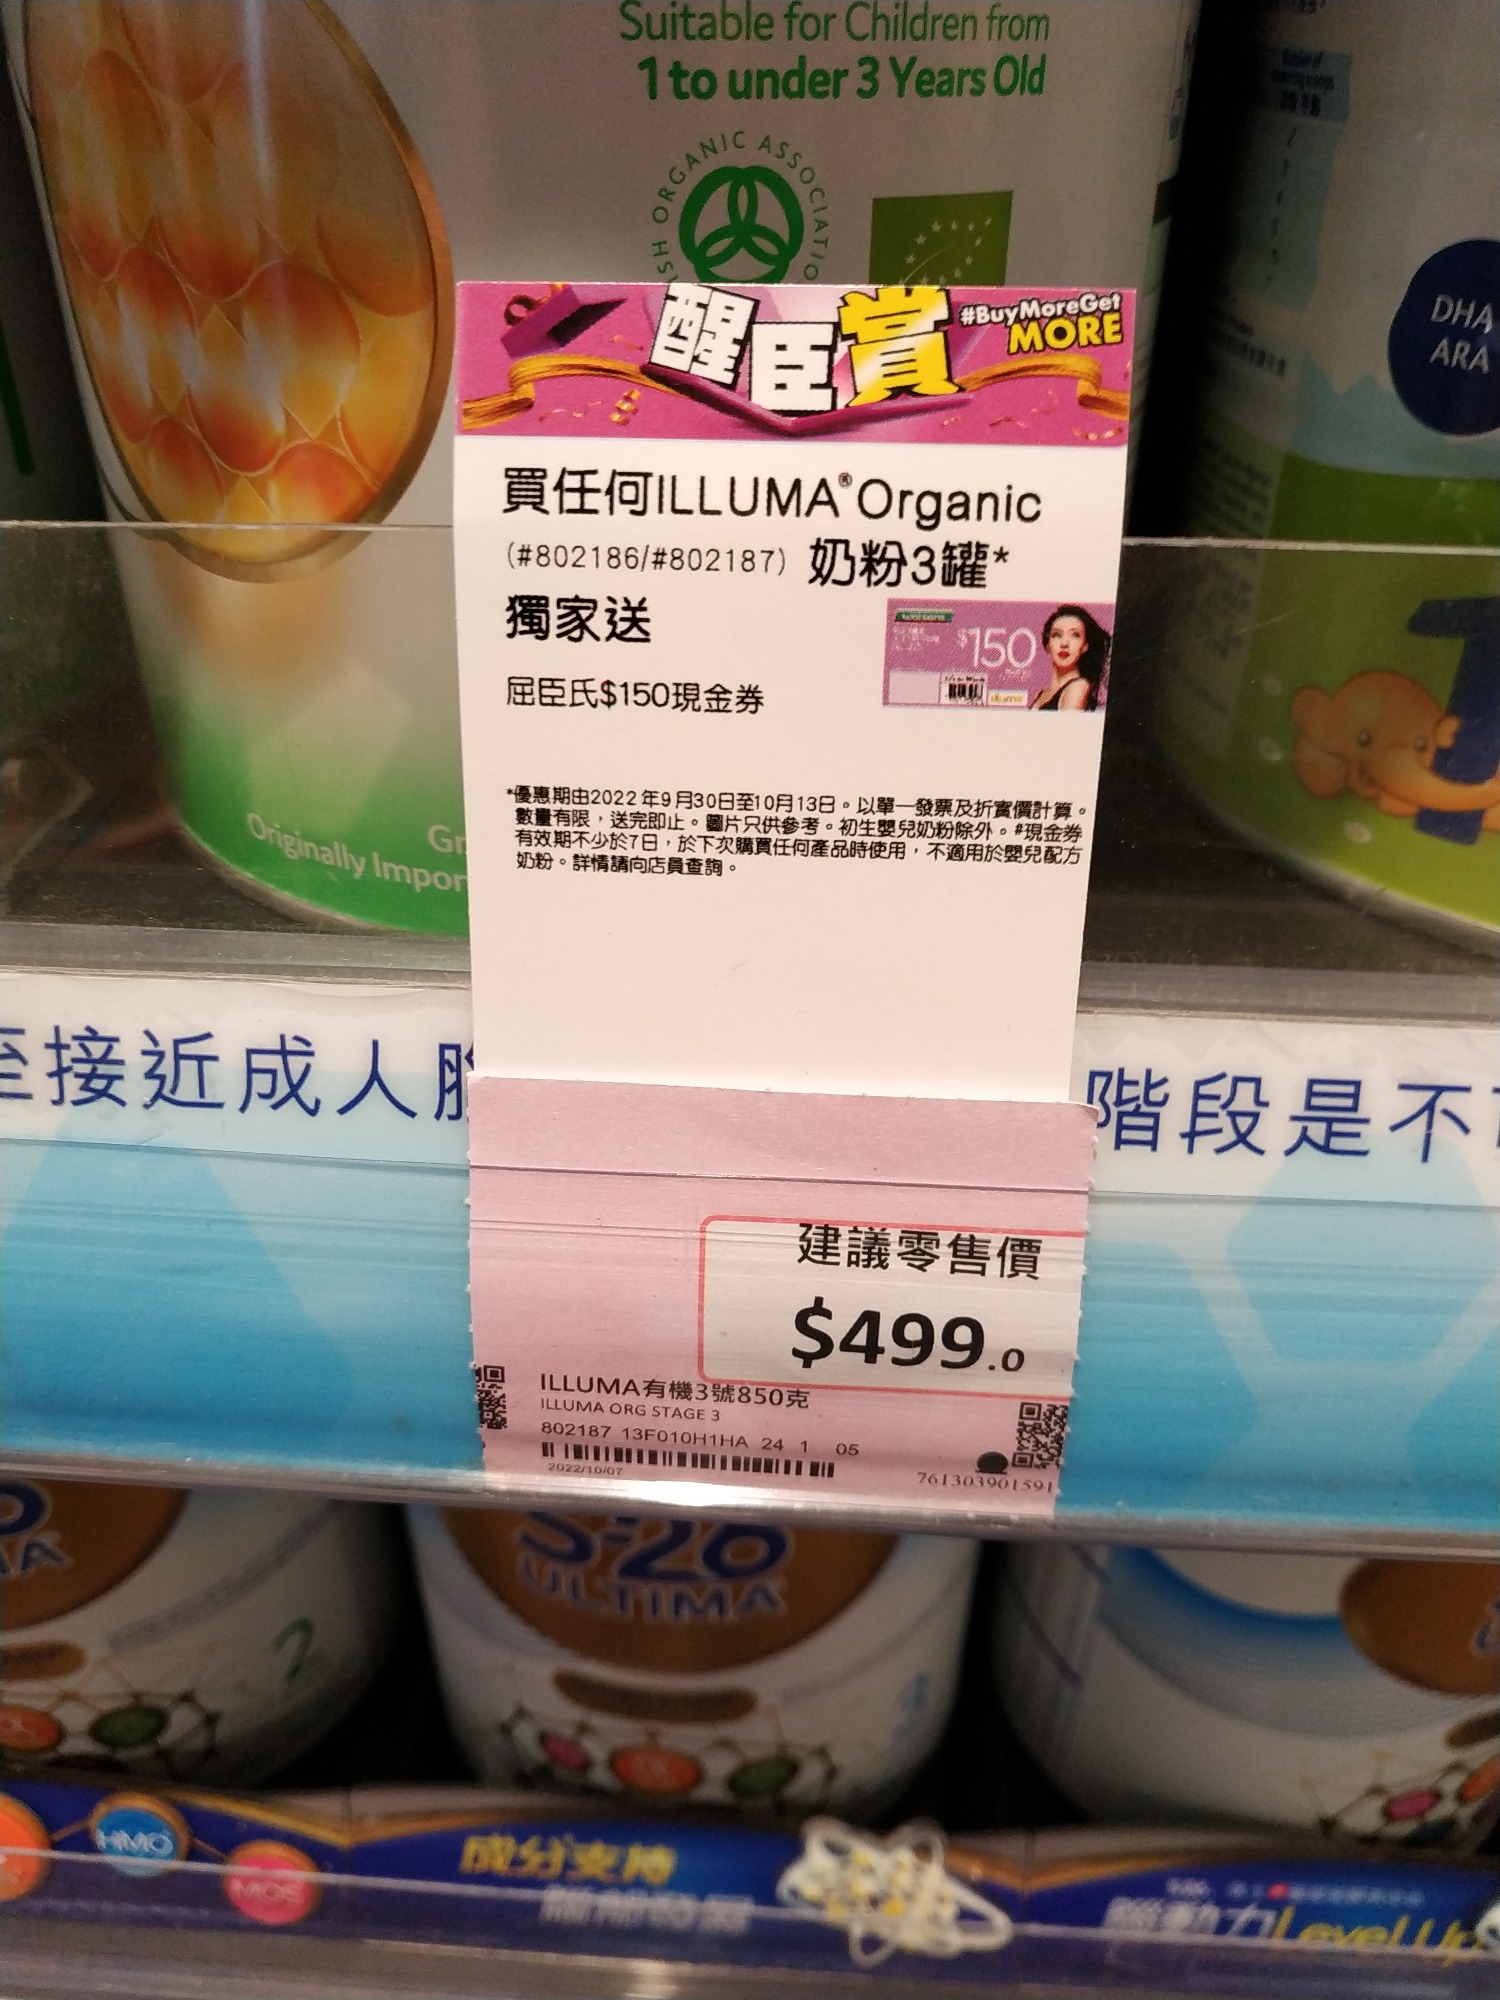 Suitable for Children from
1 to under 3 Years Old
ORGANIC ASSOCIATIO
DHA
ARA
醒臣賞
#BuyMoreGet
MORE
買任何ILLUMA® Organic
(#802186/#802187) 奶粉3罐*
獨家送
$150
屈臣氏$150現金券
*優惠期由2022年9月30日至10月13日。以單一發票及折實價計算。
數量有限，送完即止。圖片只供參考。初生嬰兒奶粉除外。#現金券
有效期不少於7日，於下次購買任何產品時使用，不適用於嬰兒配方
奶粉。詳情請向店員查詢。
Originally Impor
1
至接近成人
階段是不
建議零售價
$499.0
ILLUMA有機3號850克
ILLUMA ORG STAGE 3
802187 13F010H1HA 24 1 05
2022/10/07
761303901591
S-26
ULTIMA
2
HMO
MOS
成分支持
Level Up